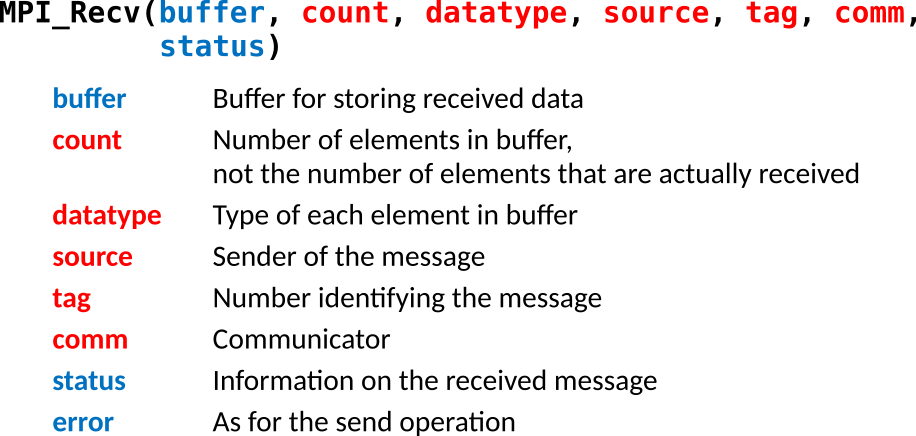 MPI_Recv(buffer, count, datatype, source, tag, comm,
status)
buffer Buffer for storing received data
count Number of elements in buffer,
not the number of elements that are actually received
datatype Type of each element in buffer
source Sender of the message
tag Number identifying the message
comm Communicator
status Information on the received message
error As for the send operation